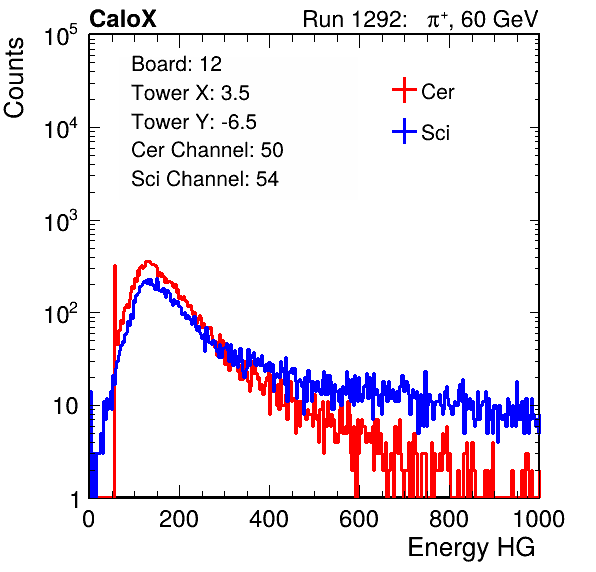 CaloX Run 1292: π⁺, 60 GeV
Counts
10⁵
10⁴
10³
10²
10
1
Board: 12
Tower X: 3.5
Tower Y: -6.5
Cer Channel: 50
Sci Channel: 54
Cer
Sci
0 200 400 600 800 1000
Energy HG